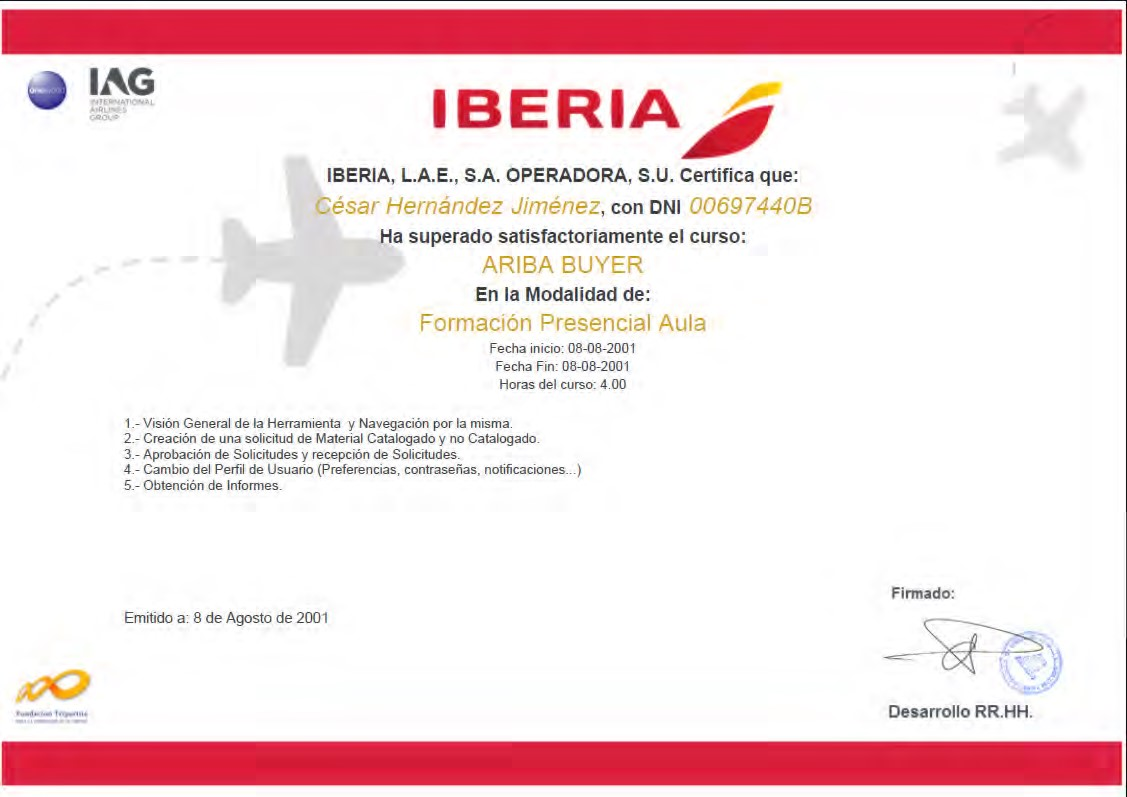 oneworld
IAG
INTERNATIONAL
AIRLINES
GROUP
IBERIA
IBERIA, L.A.E., S.A. OPERADORA, S.U. Certifica que:
César Hernández Jiménez, con DNI 00697440B
Ha superado satisfactoriamente el curso:
ARIBA BUYER
En la Modalidad de:
Formación Presencial Aula
Fecha inicio: 08-08-2001
Fecha Fin: 08-08-2001
Horas del curso: 4.00
1.- Visión General de la Herramienta y Navegación por la misma.
2.- Creación de una solicitud de Material Catalogado y no Catalogado.
3.- Aprobación de Solicitudes y recepción de Solicitudes.
4.- Cambio del Perfil de Usuario (Preferencias, contraseñas, notificaciones...)
5.- Obtención de Informes.
Emitido a: 8 de Agosto de 2001
Firmado:
Desarrollo RR.HH.
Fundación Tripartita